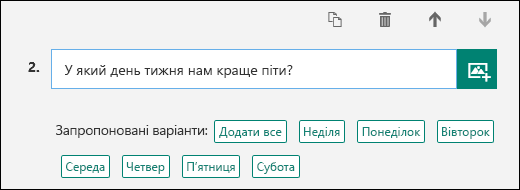 2. У який день тижня нам краще піти?
Запропоновані варіанти: Додати все Неділя Понеділок Вівторок
Середа Четвер П’ятниця Субота